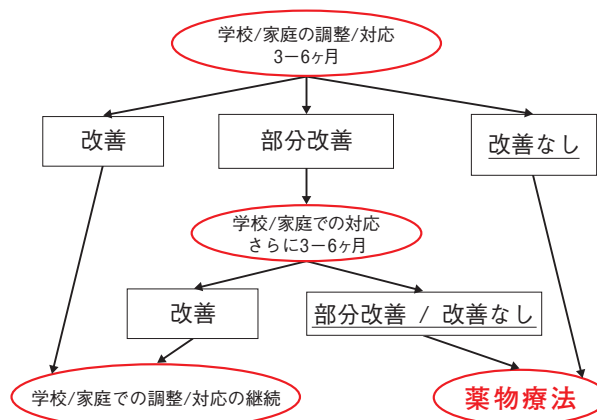 学校/家庭の調整/対応
3－6ヶ月
改善
部分改善
改善なし
学校/家庭での対応
さらに3－6ヶ月
改善
部分改善 / 改善なし
学校/家庭での調整/対応の継続
薬物療法